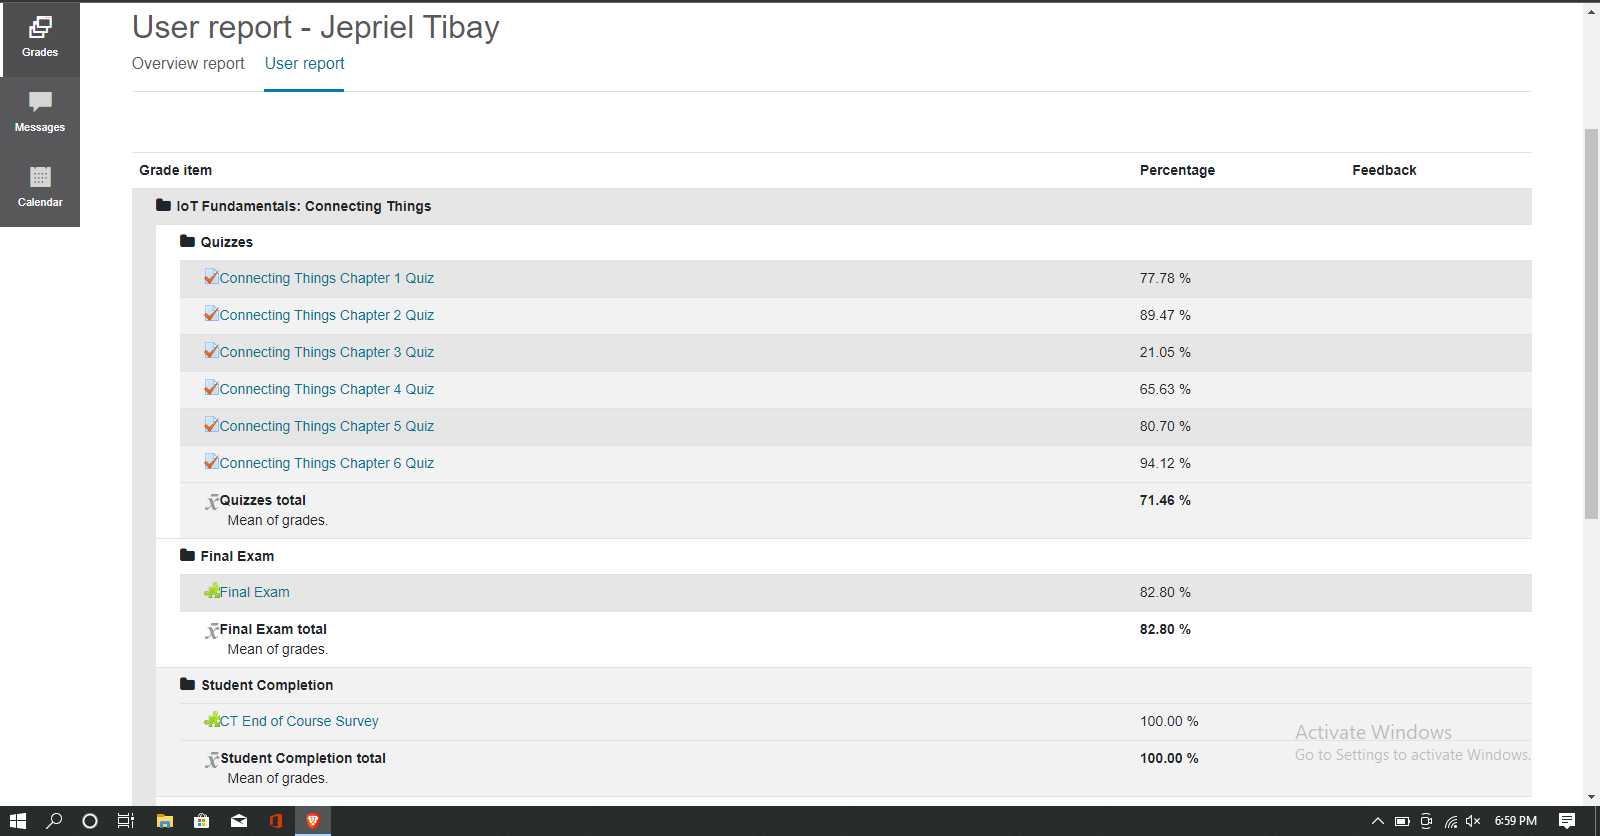 User report - Jepriel Tibay
Grades
Overview report User report
Messages
Grade item Percentage Feedback
Calendar
IoT Fundamentals: Connecting Things
Quizzes
Connecting Things Chapter 1 Quiz 77.78 %
Connecting Things Chapter 2 Quiz 89.47 %
Connecting Things Chapter 3 Quiz 21.05 %
Connecting Things Chapter 4 Quiz 65.63 %
Connecting Things Chapter 5 Quiz 80.70 %
Connecting Things Chapter 6 Quiz 94.12 %
x̄ Quizzes total 71.46 %
Mean of grades.
Final Exam
Final Exam 82.80 %
x̄ Final Exam total 82.80 %
Mean of grades.
Student Completion
CT End of Course Survey 100.00 %
x̄ Student Completion total 100.00 %
Mean of grades.
Activate Windows
Go to Settings to activate Windows.
6:59 PM